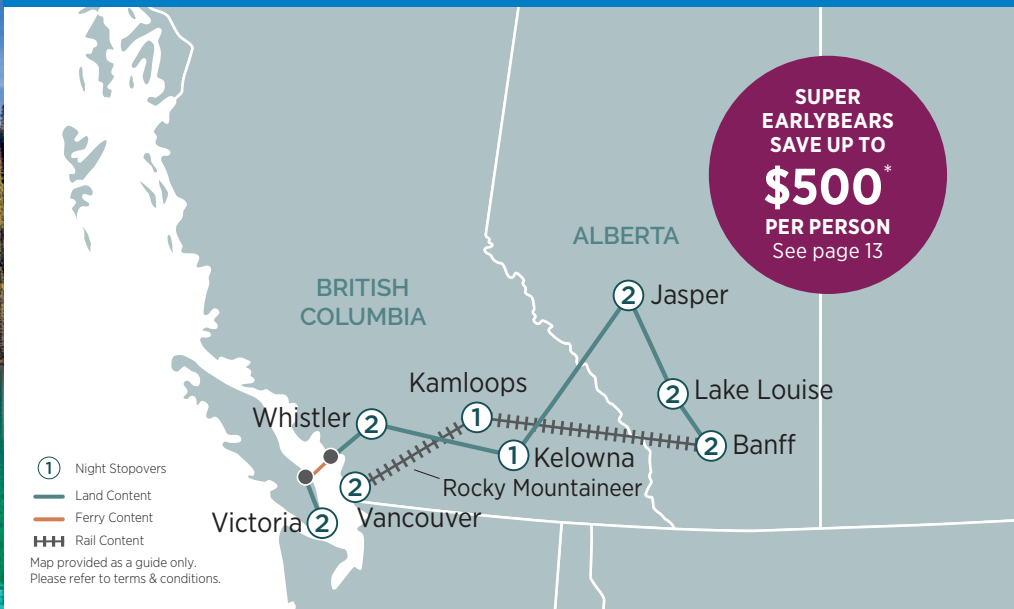 SUPER
EARLYBEARS
SAVE UP TO
$500*
PER PERSON
See page 13
ALBERTA
BRITISH
COLUMBIA
2 Jasper
Kamloops
1
2 Lake Louise
Whistler 2
2 Banff
1 Kelowna
Rocky Mountaineer
2
Vancouver
Victoria 2
1 Night Stopovers
Land Content
Ferry Content
Rail Content
Map provided as a guide only.
Please refer to terms & conditions.